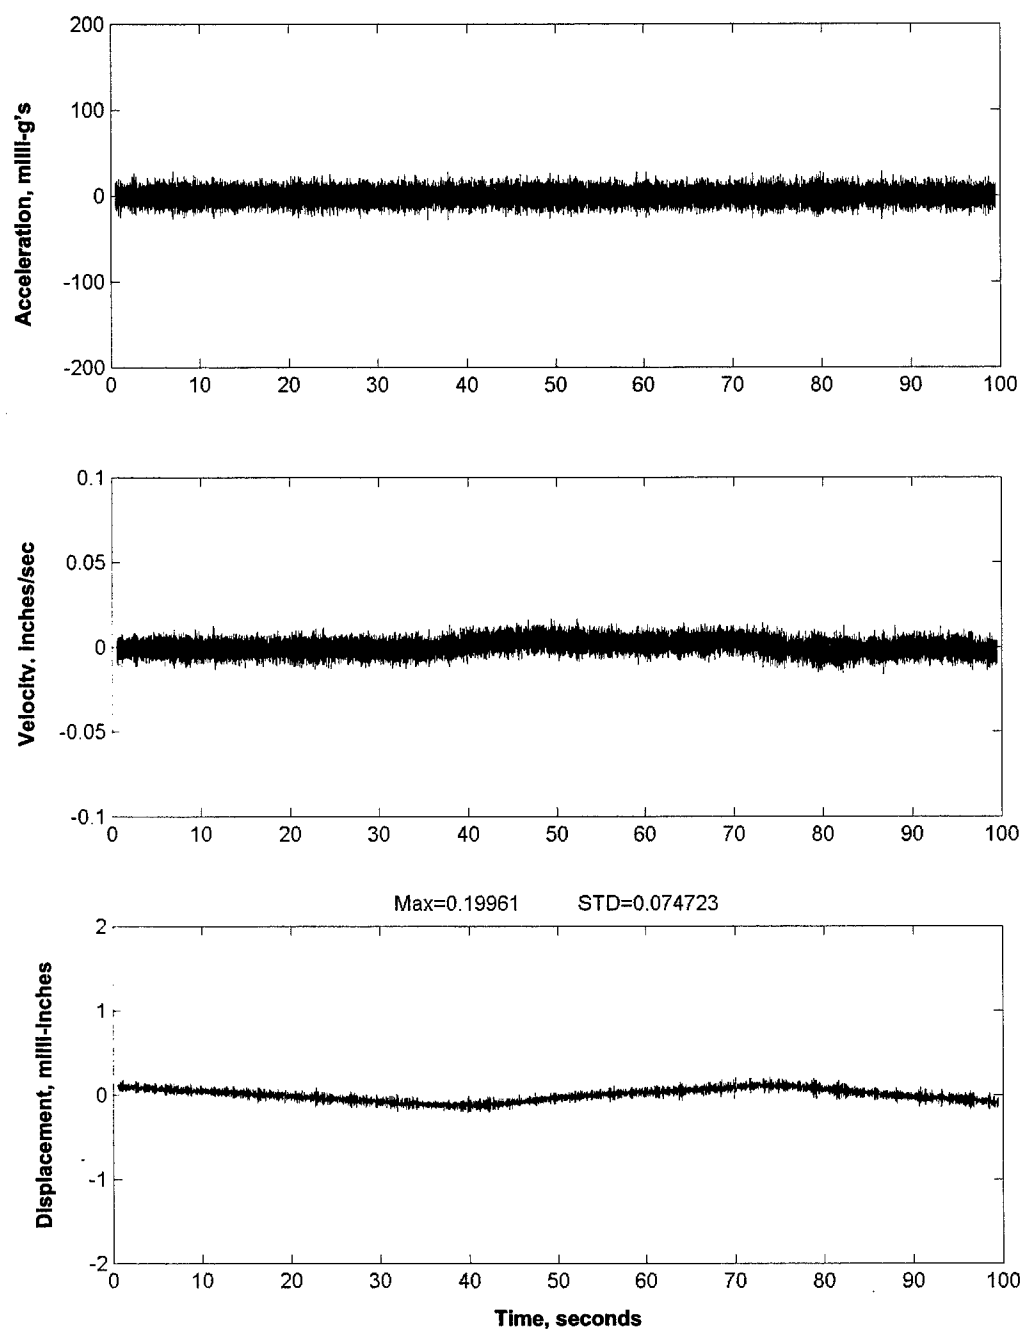 200
100
0
-100
-200
Acceleration, milli-g's
0 10 20 30 40 50 60 70 80 90 100
0.1
0.05
0
-0.05
-0.1
Velocity. inches/sec
0 10 20 30 40 50 60 70 80 90 100
Max=0.19961 STD=0.074723
2
1
0
-1
-2
Displacement, milli-inches
0 10 20 30 40 50 60 70 80 90 100
Time, seconds